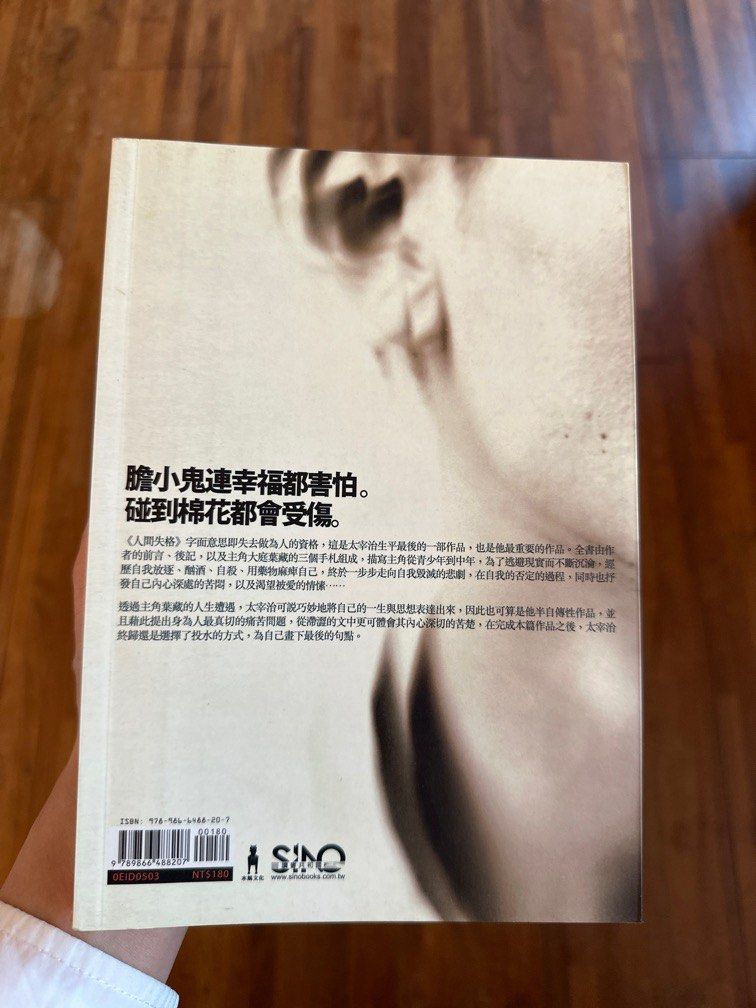 膽小鬼連幸福都害怕。
碰到棉花都會受傷。
《人間失格》字面意思即失去做為人的資格，這是太宰治生平最後的一部作品，也是他最重要的作品。全書由作
者的前言、後記，以及主角大庭葉藏的三個手札組成，描寫主角從青少年到中年，為了逃避現實而不斷沉淪，經
歷自我放逐、酗酒、自殺、用藥物麻痺自己，終於一步步走向自我毀滅的悲劇，在自我的否定的過程，同時也抒
發自己內心深處的苦悶，以及渴望被愛的情愫……
透過主角葉藏的人生遭遇，太宰治可說巧妙地將自己的一生與思想表達出來，因此也可算是他半自傳性作品，並
且藉此提出身為人最真切的痛苦問題，從滯澀的文中更可體會其內心深切的苦楚，在完成本篇作品之後，太宰治
終歸還是選擇了投水的方式，為自己畫下最後的句點。
ISBN: 978-986-6488-20-7
00180
9 789866 488207
0EID0503 NT$180
木馬文化
SINO
www.sinobooks.com.tw